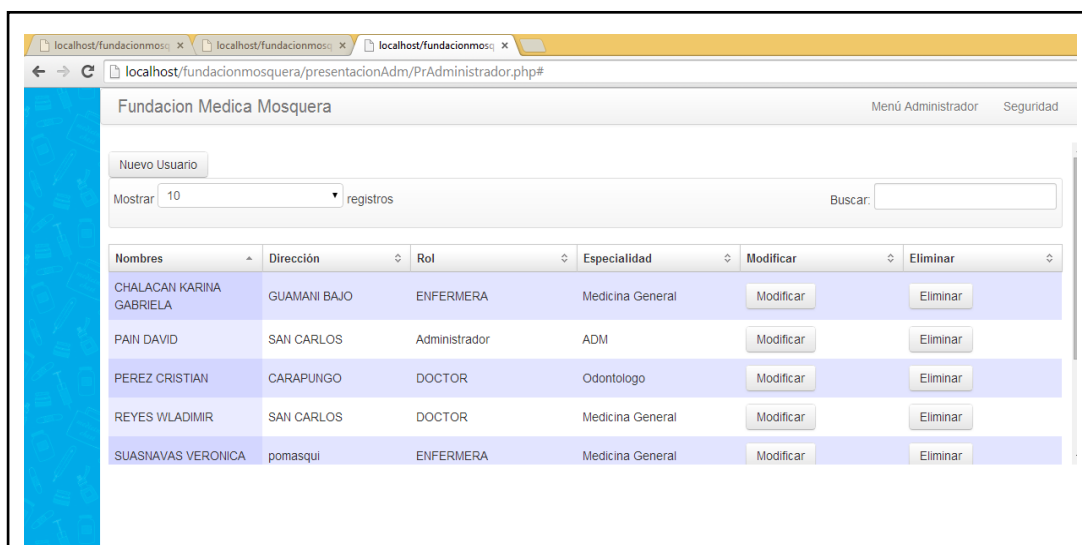 localhost/fundacionmosq localhost/fundacionmosq localhost/fundacionmosq
localhost/fundacionmosquera/presentacionAdm/PrAdministrador.php#
Fundacion Medica Mosquera Menú Administrador Seguridad
Nuevo Usuario
Mostrar 10 registros Buscar:
Nombres Dirección Rol Especialidad Modificar Eliminar
CHALACAN KARINA
GABRIELA GUAMANI BAJO ENFERMERA Medicina General Modificar Eliminar
PAIN DAVID SAN CARLOS Administrador ADM Modificar Eliminar
PEREZ CRISTIAN CARAPUNGO DOCTOR Odontologo Modificar Eliminar
REYES WLADIMIR SAN CARLOS DOCTOR Medicina General Modificar Eliminar
SUASNAVAS VERONICA pomasqui ENFERMERA Medicina General Modificar Eliminar